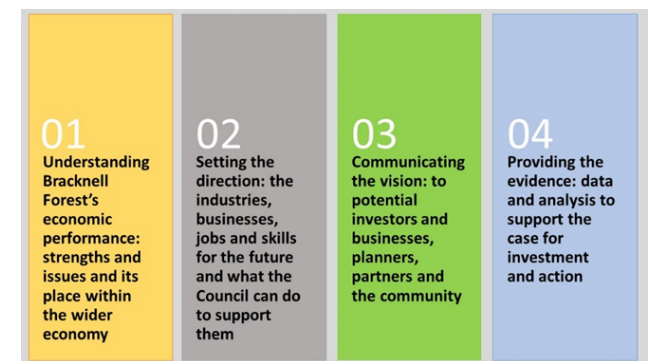 01
Understanding
Bracknell
Forest's
economic
performance:
strengths and
issues and its
place within
the wider
economy
02
Setting the
direction: the
industries,
businesses,
jobs and skills
for the future
and what the
Council can do
to support
them
03
Communicating
the vision: to
potential
investors and
businesses,
planners,
partners and
the community
04
Providing the
evidence: data
and analysis to
support the
case for
investment
and action